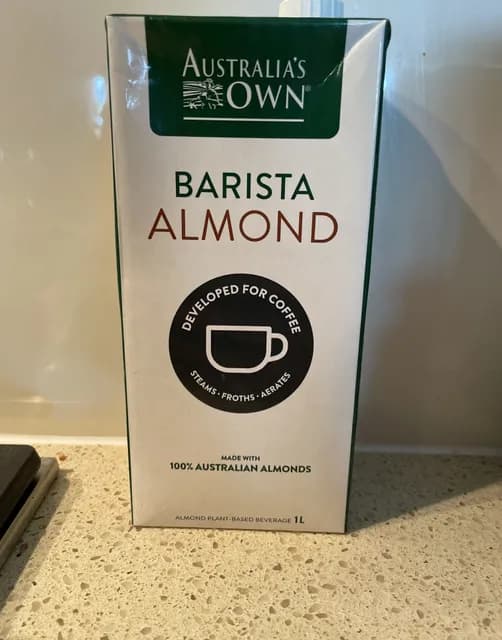 AUSTRALIA'S
OWN
BARISTA
ALMOND
DEVELOPED FOR COFFEE
STEAMS • FROTHS • AERATES
MADE WITH
100% AUSTRALIAN ALMONDS
ALMOND PLANT-BASED BEVERAGE 1L